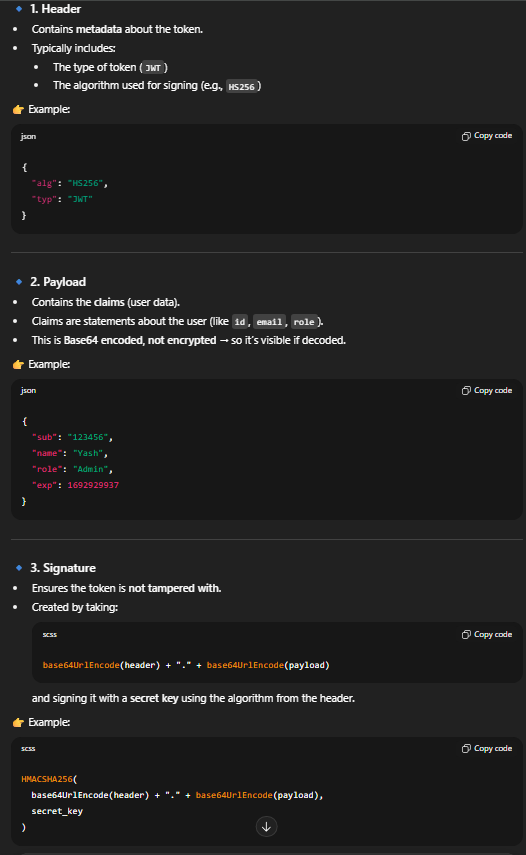 1. Header
Contains metadata about the token.
Typically includes:
The type of token ( JWT )
The algorithm used for signing (e.g., HS256 )
Example:
json
Copy code
{
"alg": "HS256",
"typ": "JWT"
}
2. Payload
Contains the claims (user data).
Claims are statements about the user (like id , email , role ).
This is Base64 encoded, not encrypted → so it's visible if decoded.
Example:
json
Copy code
{
"sub": "123456",
"name": "Yash",
"role": "Admin",
"exp": 1692929937
}
3. Signature
Ensures the token is not tampered with.
Created by taking:
scss
Copy code
base64UrlEncode(header) + "." + base64UrlEncode(payload)
and signing it with a secret key using the algorithm from the header.
Example:
scss
Copy code
HMACSHA256(
base64UrlEncode(header) + "." + base64UrlEncode(payload),
secret_key
)